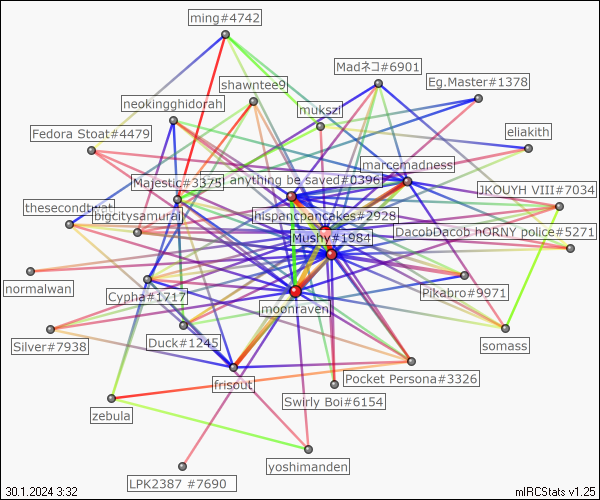 ming#4742
Madネコ#6901
shawntee9
Eg.Master#1378
neokingghidorah
mukszi
Fedora Stoat#4479
eliakith
marcemadness
Majestic#3375
anything be saved#0396
JKOUYH VIII#7034
thesecondtreat
bigcitysamurai
hispancpancakes#2928
DacobDacob hORNY police#5271
Mushy#1984
normalwan
Cypha#1717
Pikabro#9971
moonraven
Silver#7938
Duck#1245
somass
frisout
Pocket Persona#3326
Swirly Boi#6154
zebula
yoshimanden
LPK2387 #7690
30.1.2024 3:32
mIRCStats v1.25